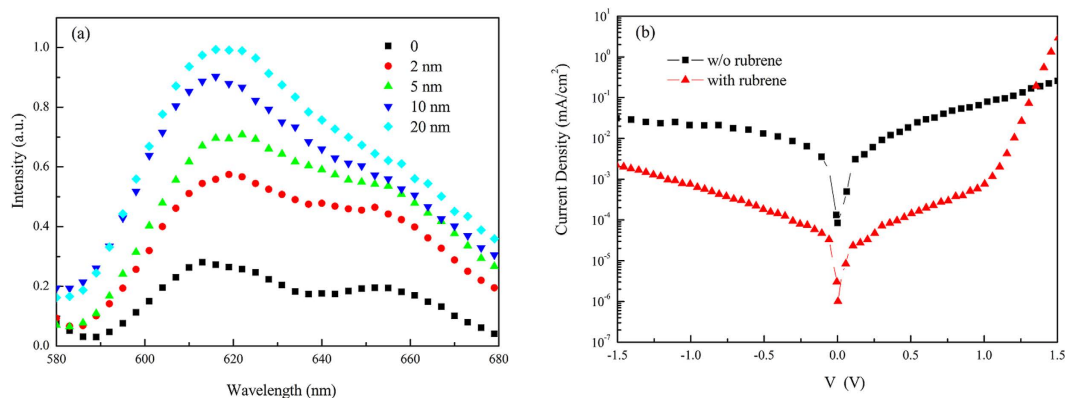 (a)
0
2 nm
5 nm
10 nm
20 nm
Intensity (a.u.)
1.0
0.8
0.6
0.4
0.2
0.0
580 600 620 640 660 680
Wavelength (nm)
(b)
w/o rubrene
with rubrene
Current Density (mA/cm²)
10¹
10⁰
10⁻¹
10⁻²
10⁻³
10⁻⁴
10⁻⁵
10⁻⁶
10⁻⁷
-1.5 -1.0 -0.5 0.0 0.5 1.0 1.5
V (V)